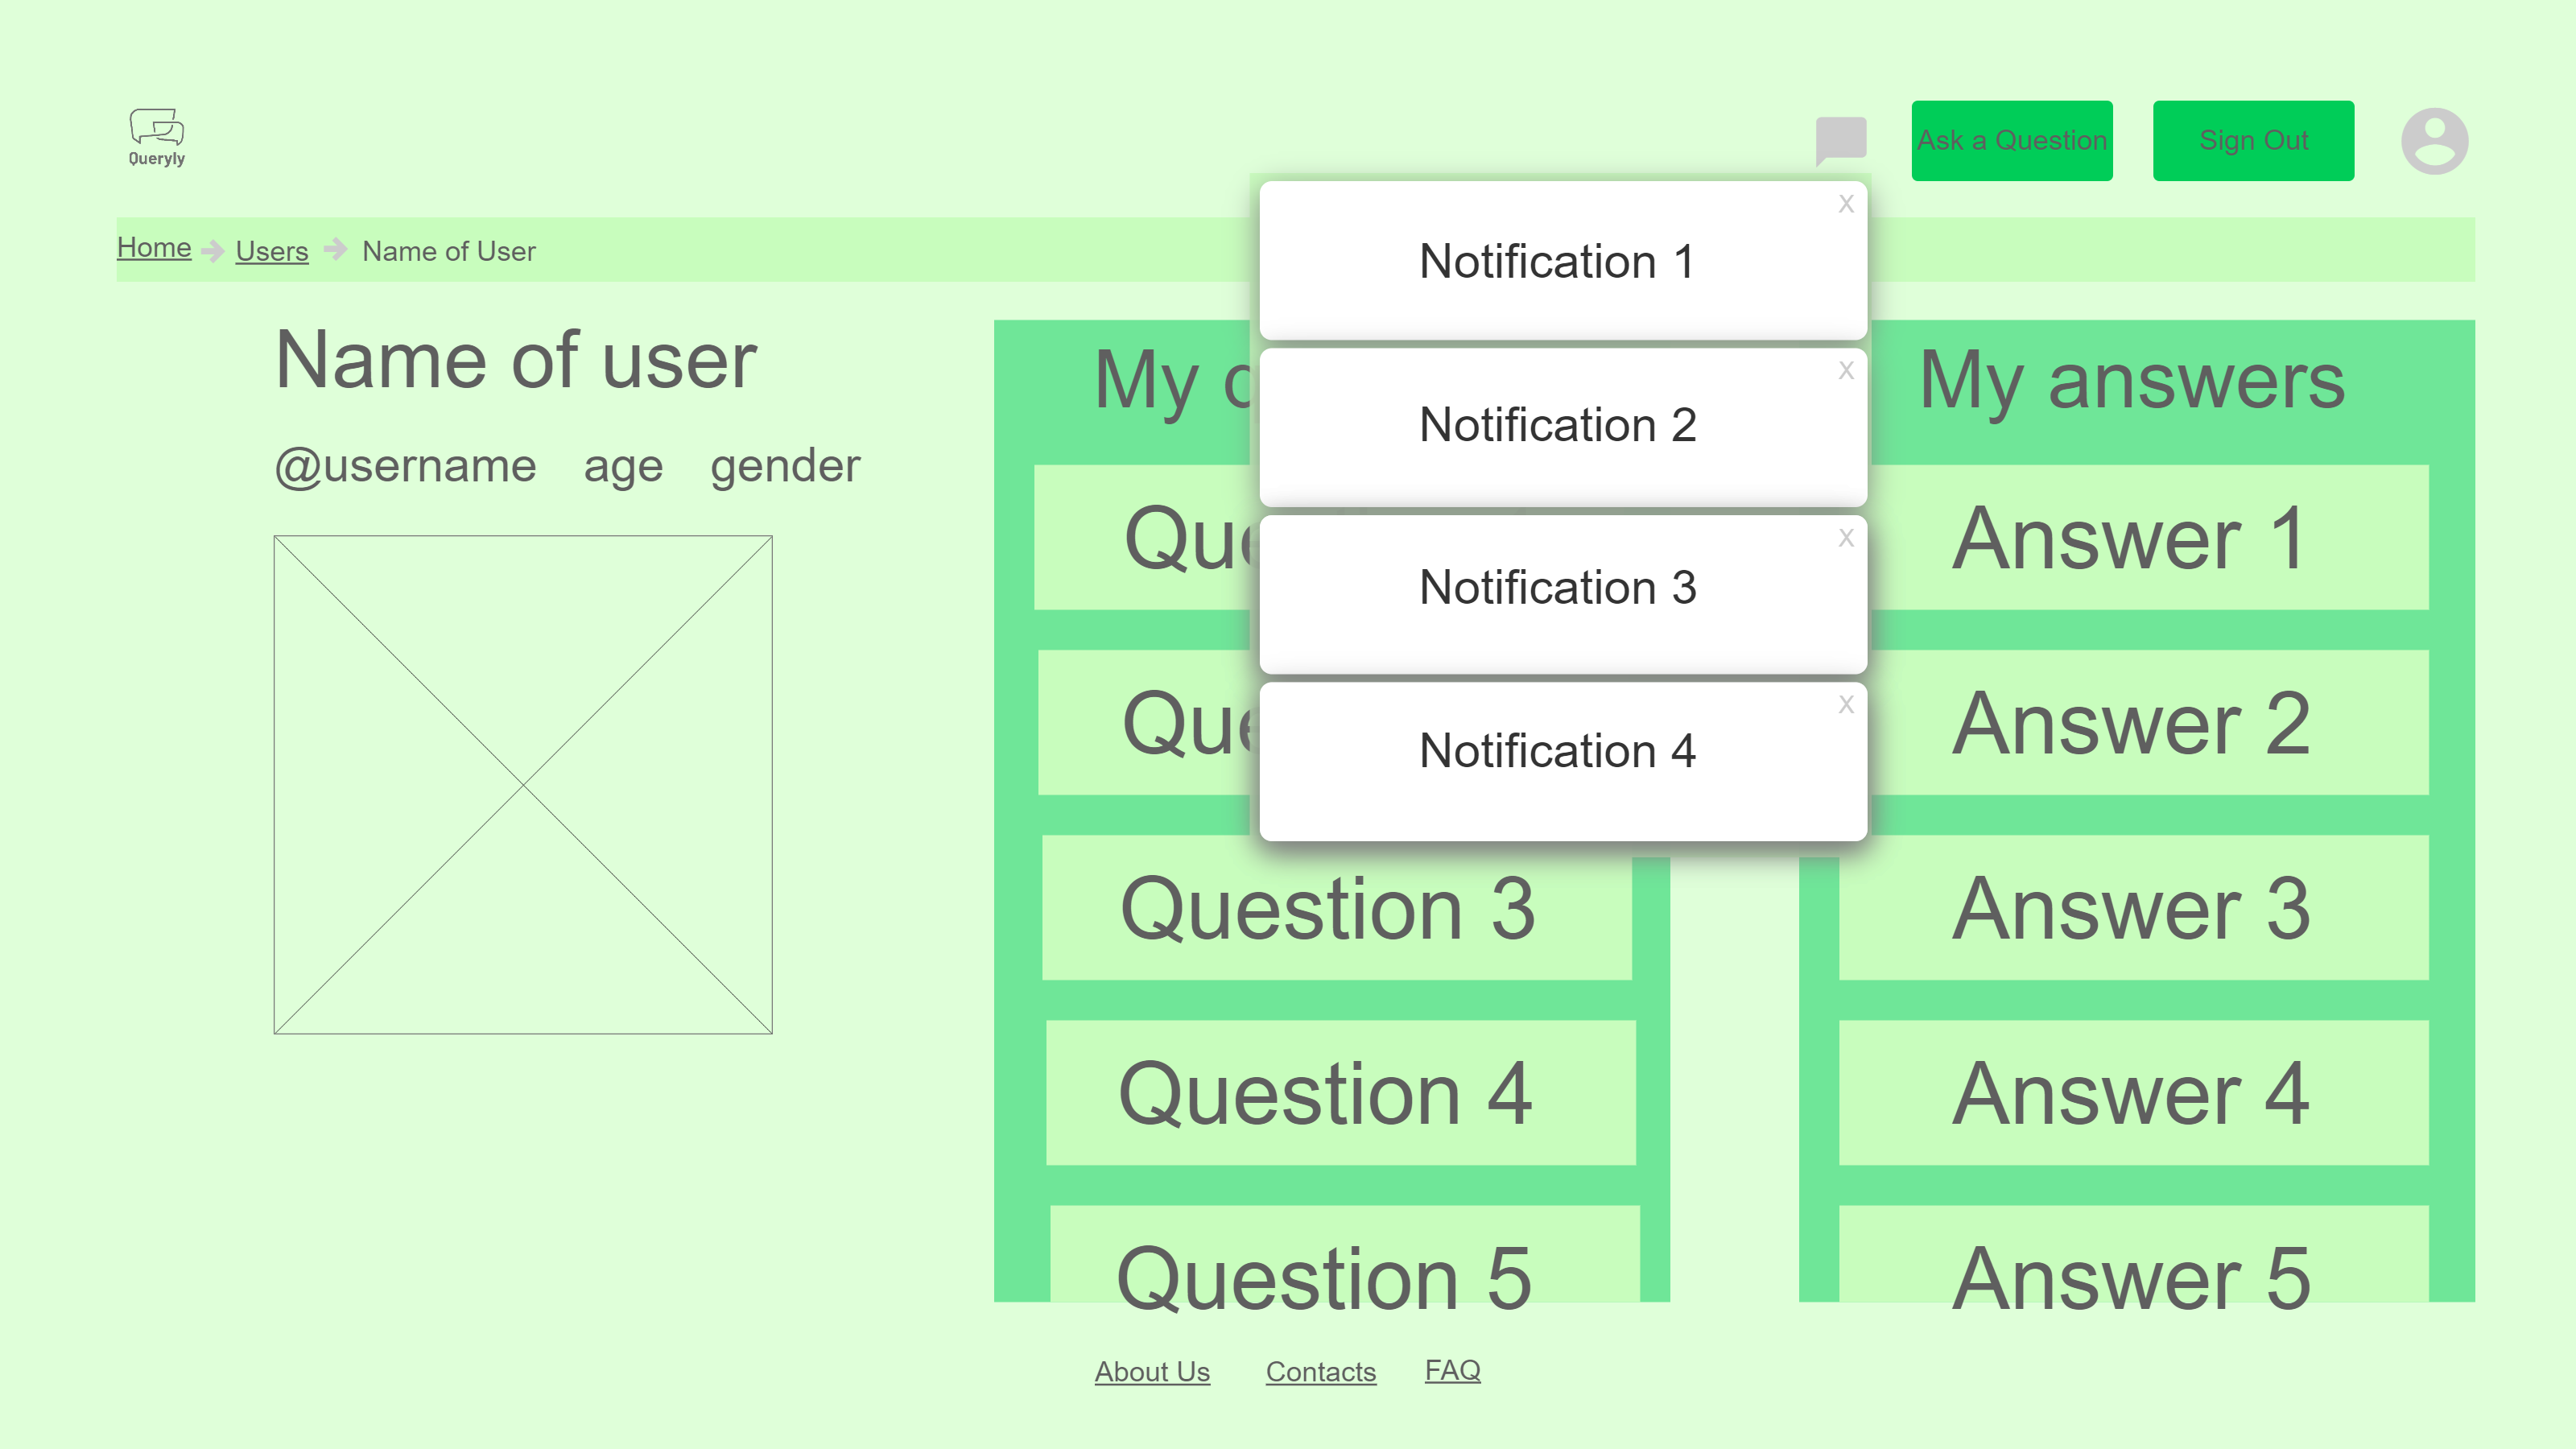 Queryly
Ask a Question
Sign Out
Home
Users
Name of User
x
Notification 1
x
Notification 2
x
Notification 3
x
Notification 4
Name of user
@username age gender
My
Question 3
Question 4
Question 5
My answers
Answer 1
Answer 2
Answer 3
Answer 4
Answer 5
About Us
Contacts
FAQ